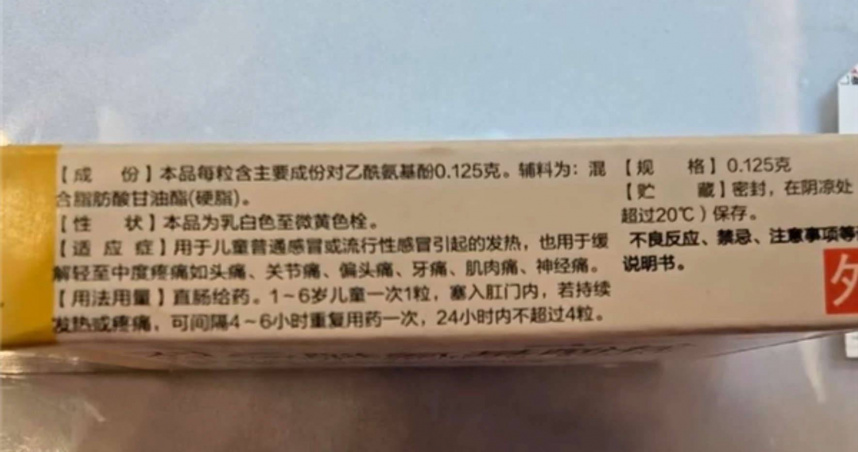 【成　份】本品每粒含主要成份对乙酰氨基酚0.125克。辅料为：混
合脂肪酸甘油酯(硬脂)。
【性　状】本品为乳白色至微黄色栓。
【适应症】用于儿童普通感冒或流行性感冒引起的发热，也用于缓
解轻至中度疼痛如头痛、关节痛、偏头痛、牙痛、肌肉痛、神经痛。
【用法用量】直肠给药。1～6岁儿童一次1粒，塞入肛门内，若持续
发热或疼痛，可间隔4～6小时重复用药一次，24小时内不超过4粒。
【规　格】0.125克
【贮　藏】密封，在阴凉处
超过20℃）保存。
不良反应、禁忌、注意事项等
说明书。